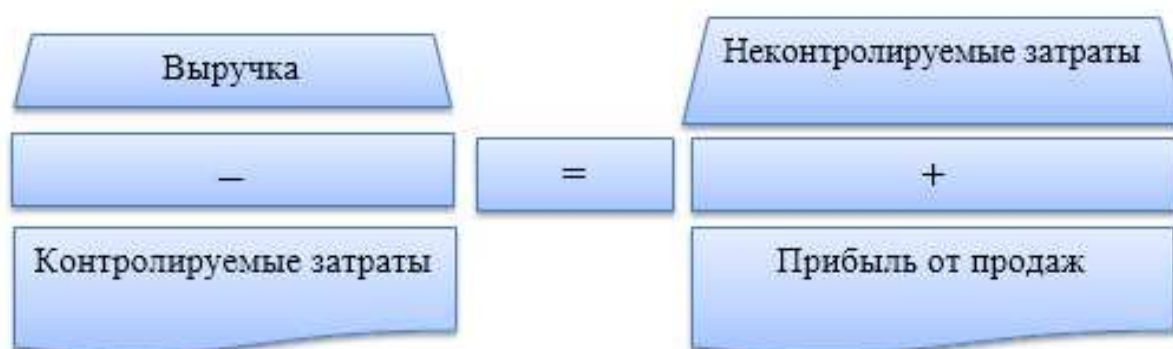 Выручка
–
Контролируемые затраты
=
Неконтролируемые затраты
+
Прибыль от продаж